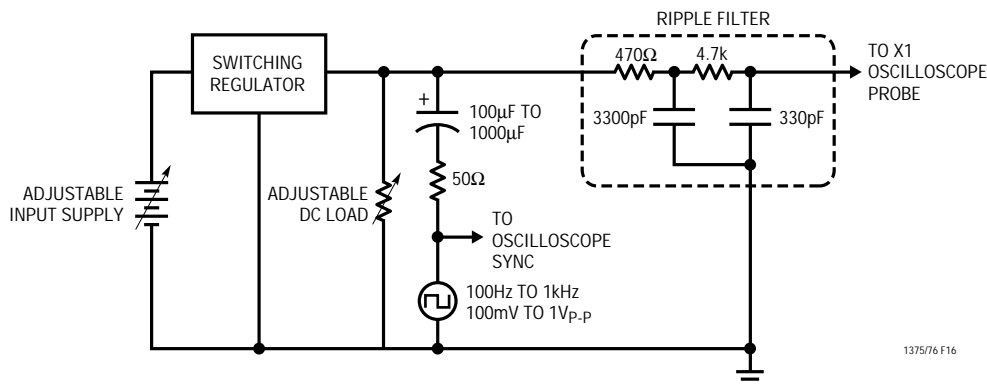 RIPPLE FILTER
SWITCHING
REGULATOR
470Ω
4.7k
TO X1
OSCILLOSCOPE
PROBE
+
100µF TO
1000µF
3300pF
330pF
ADJUSTABLE
INPUT SUPPLY
ADJUSTABLE
DC LOAD
50Ω
TO
OSCILLOSCOPE
SYNC
100Hz TO 1kHz
100mV TO 1VP-P
1375/76 F16